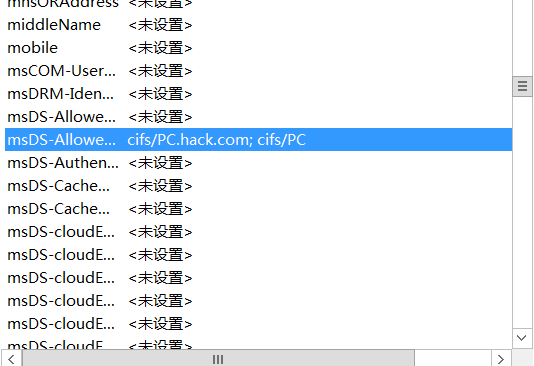 mhsORAddress <未设置>
middleName <未设置>
mobile <未设置>
msCOM-User... <未设置>
msDRM-Iden... <未设置>
msDS-Allowe... <未设置>
msDS-Allowe... cifs/PC.hack.com; cifs/PC
msDS-Authen... <未设置>
msDS-Cache... <未设置>
msDS-Cache... <未设置>
msDS-cloudE... <未设置>
msDS-cloudE... <未设置>
msDS-cloudE... <未设置>
msDS-cloudE... <未设置>
msDS-cloudE... <未设置>
msDS-cloudE... <未设置>